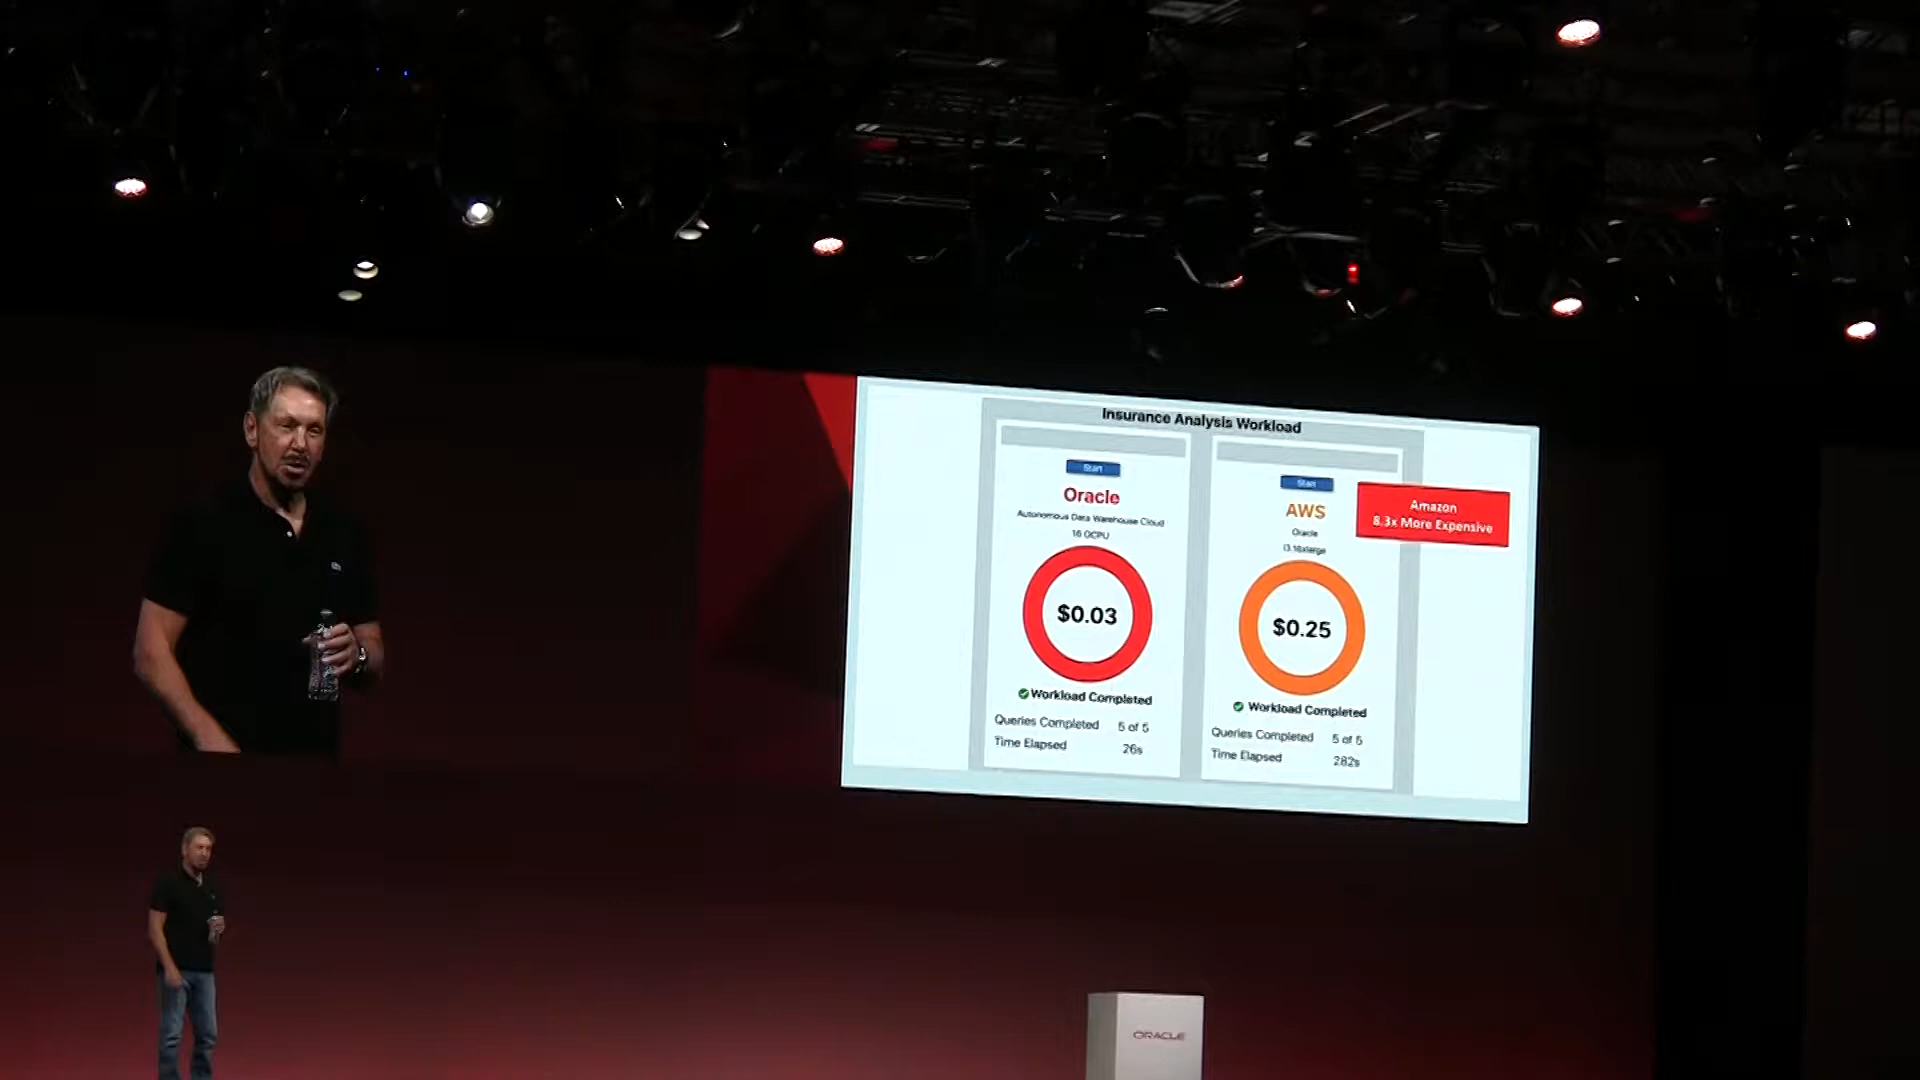 Insurance Analysis Workload
Start
Oracle
Autonomous Data Warehouse Cloud
16 OCPU
$0.03
Workload Completed
Queries Completed 5 of 5
Time Elapsed 26s
Start
AWS
Oracle
i3.16xlarge
$0.25
Workload Completed
Queries Completed 5 of 5
Time Elapsed 282s
Amazon
8.3x More Expensive
ORACLE